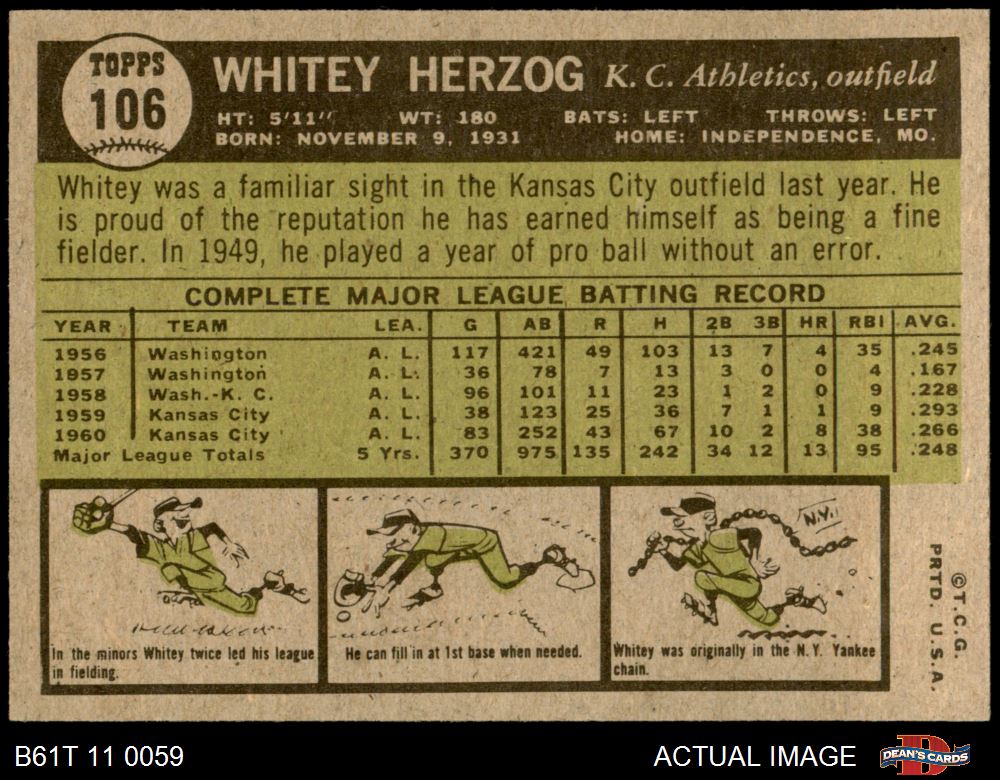 TOPPS
106
WHITEY HERZOG K. C. Athletics, outfield
HT: 5'11" WT: 180 BATS: LEFT THROWS: LEFT
BORN: NOVEMBER 9, 1931 HOME: INDEPENDENCE, MO.
Whitey was a familiar sight in the Kansas City outfield last year. He
is proud of the reputation he has earned himself as being a fine
fielder. In 1949, he played a year of pro ball without an error.
COMPLETE MAJOR LEAGUE BATTING RECORD
YEAR TEAM LEA. G AB R H 2B 3B HR RBI AVG.
1956 Washington A. L. 117 421 49 103 13 7 4 35 .245
1957 Washington A. L. 36 78 7 13 3 0 0 4 .167
1958 Wash.-K. C. A. L. 96 101 11 23 1 2 0 9 .228
1959 Kansas City A. L. 38 123 25 36 7 1 1 9 .293
1960 Kansas City A. L. 83 252 43 67 10 2 8 38 .266
Major League Totals 5 Yrs. 370 975 135 242 34 12 13 95 .248
N.Y.
In the minors Whitey twice led his league
in fielding.
He can fill in at 1st base when needed.
Whitey was originally in the N.Y. Yankee
chain.
©T.C.G.
PRTD. U.S.A.
B61T 11 0059
ACTUAL IMAGE
DEAN'S CARDS